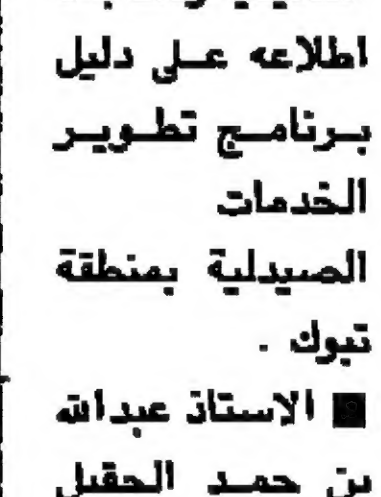 اطلاعه على دليل
برنامج تطوير
الخدمات
الصيدلية بمنطقة
تبوك .
■ الاستاذ عبدالله
بن حمد الحقيل